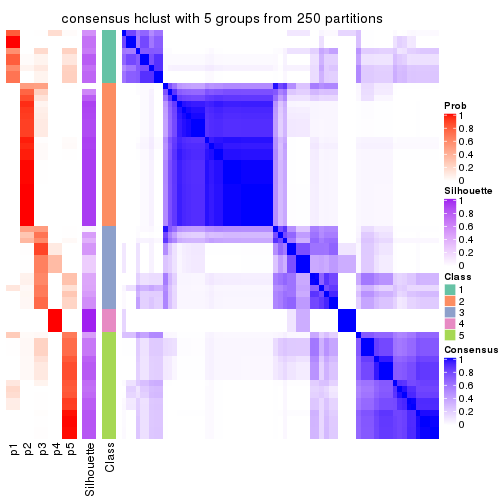 consensus hclust with 5 groups from 250 partitions
Prob
1
0.8
0.6
0.4
0.2
0
Silhouette
1
0.8
0.6
0.4
0.2
0
Class
1
2
3
4
5
Consensus
1
0.8
0.6
0.4
0.2
0
p1
p2
p3
p4
p5
Silhouette
Class